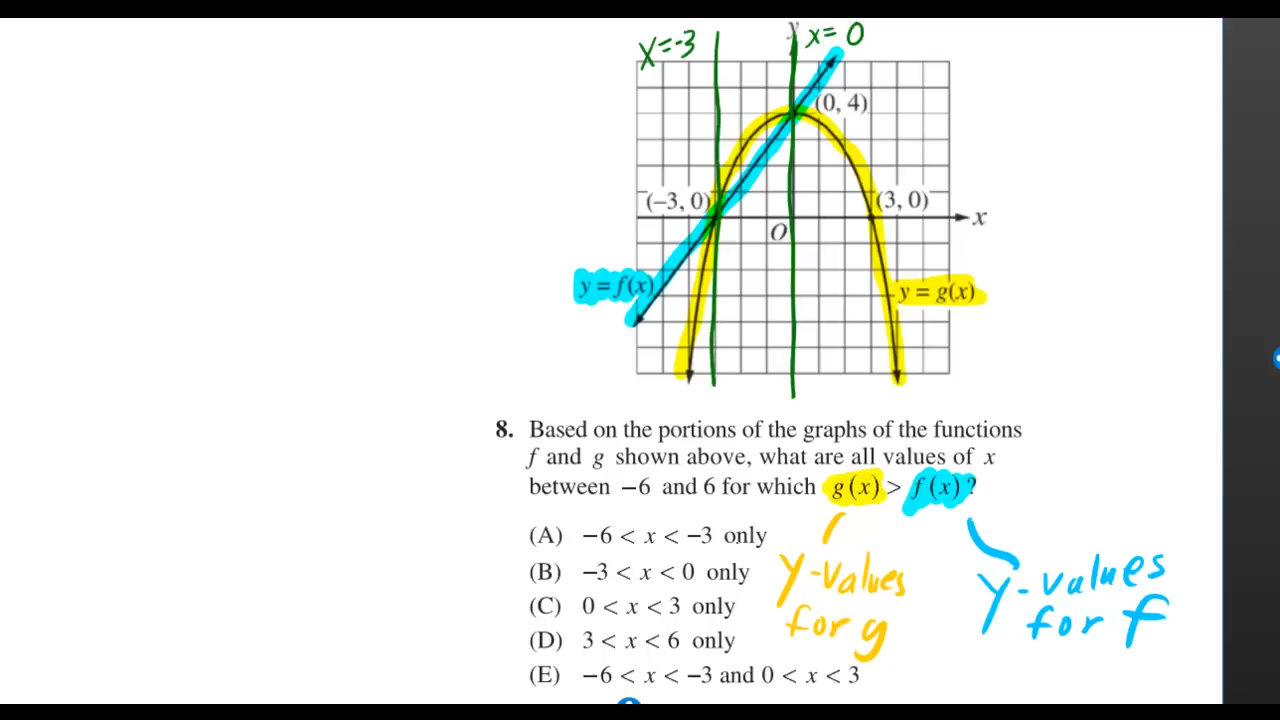 x=-3
y
x=0
(0, 4)
(−3, 0)
(3, 0)
x
O
y = f(x)
y = g(x)
8. Based on the portions of the graphs of the functions
f and g shown above, what are all values of x
between −6 and 6 for which g(x) > f(x)?
(A) −6 < x < −3 only
(B) −3 < x < 0 only
(C) 0 < x < 3 only
(D) 3 < x < 6 only
(E) −6 < x < −3 and 0 < x < 3
y-values
for g
y-values
for f